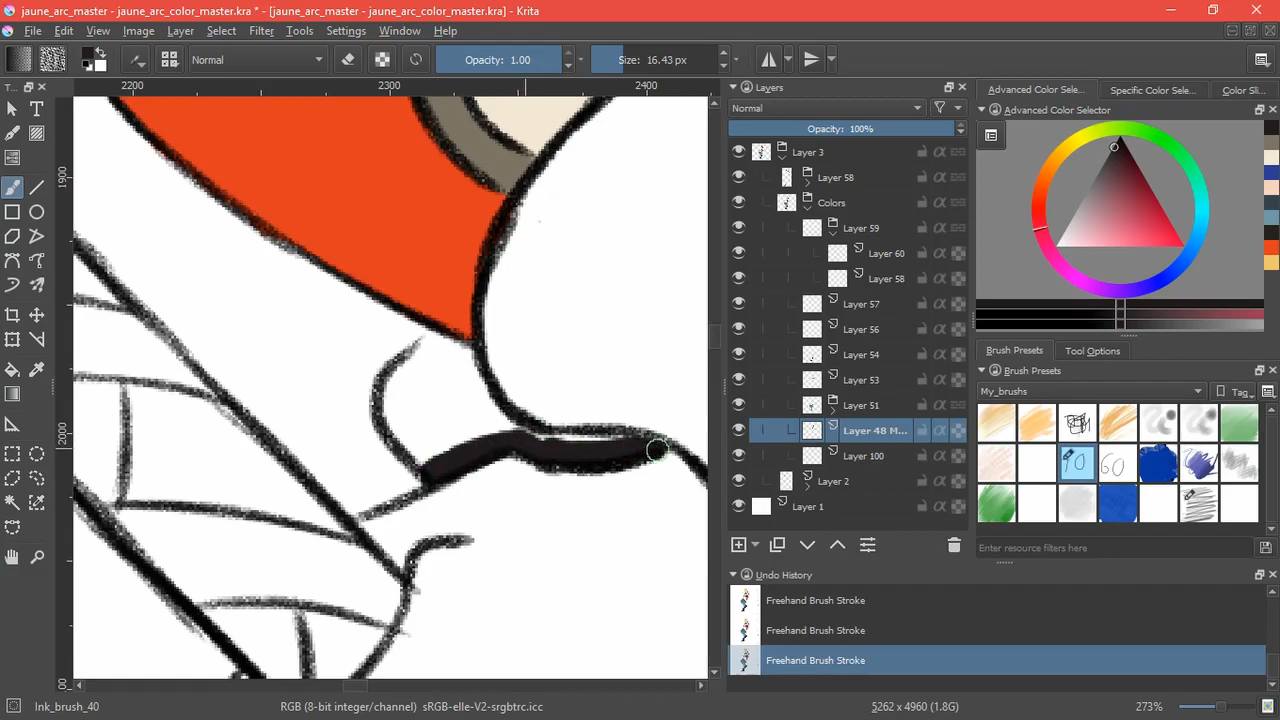 jaune_arc_master - jaune_arc_color_master.kra * - [jaune_arc_master - jaune_arc_color_master.kra] - Krita
File Edit View Image Layer Select Filter Tools Settings Window Help
Normal Opacity: 1.00 Size: 16.43 px
T...
2200 2300 2400
1900
2000
00
Layers
Normal
Opacity: 100%
Layer 3
Layer 58
Colors
Layer 59
Layer 60
Layer 58
Layer 57
Layer 56
Layer 54
Layer 53
Layer 51
Layer 48 M...
Layer 100
Layer 2
Layer 1
Advanced Color Sele... Specific Color Sele... Color Sli...
Advanced Color Selector
Brush Presets Tool Options
Brush Presets
My_brushs Tag
Enter resource filters here
Undo History
Freehand Brush Stroke
Freehand Brush Stroke
Freehand Brush Stroke
Ink_brush_40 RGB (8-bit integer/channel) sRGB-elle-V2-srgbtrc.icc 5262 x 4960 (1.8G) 273%